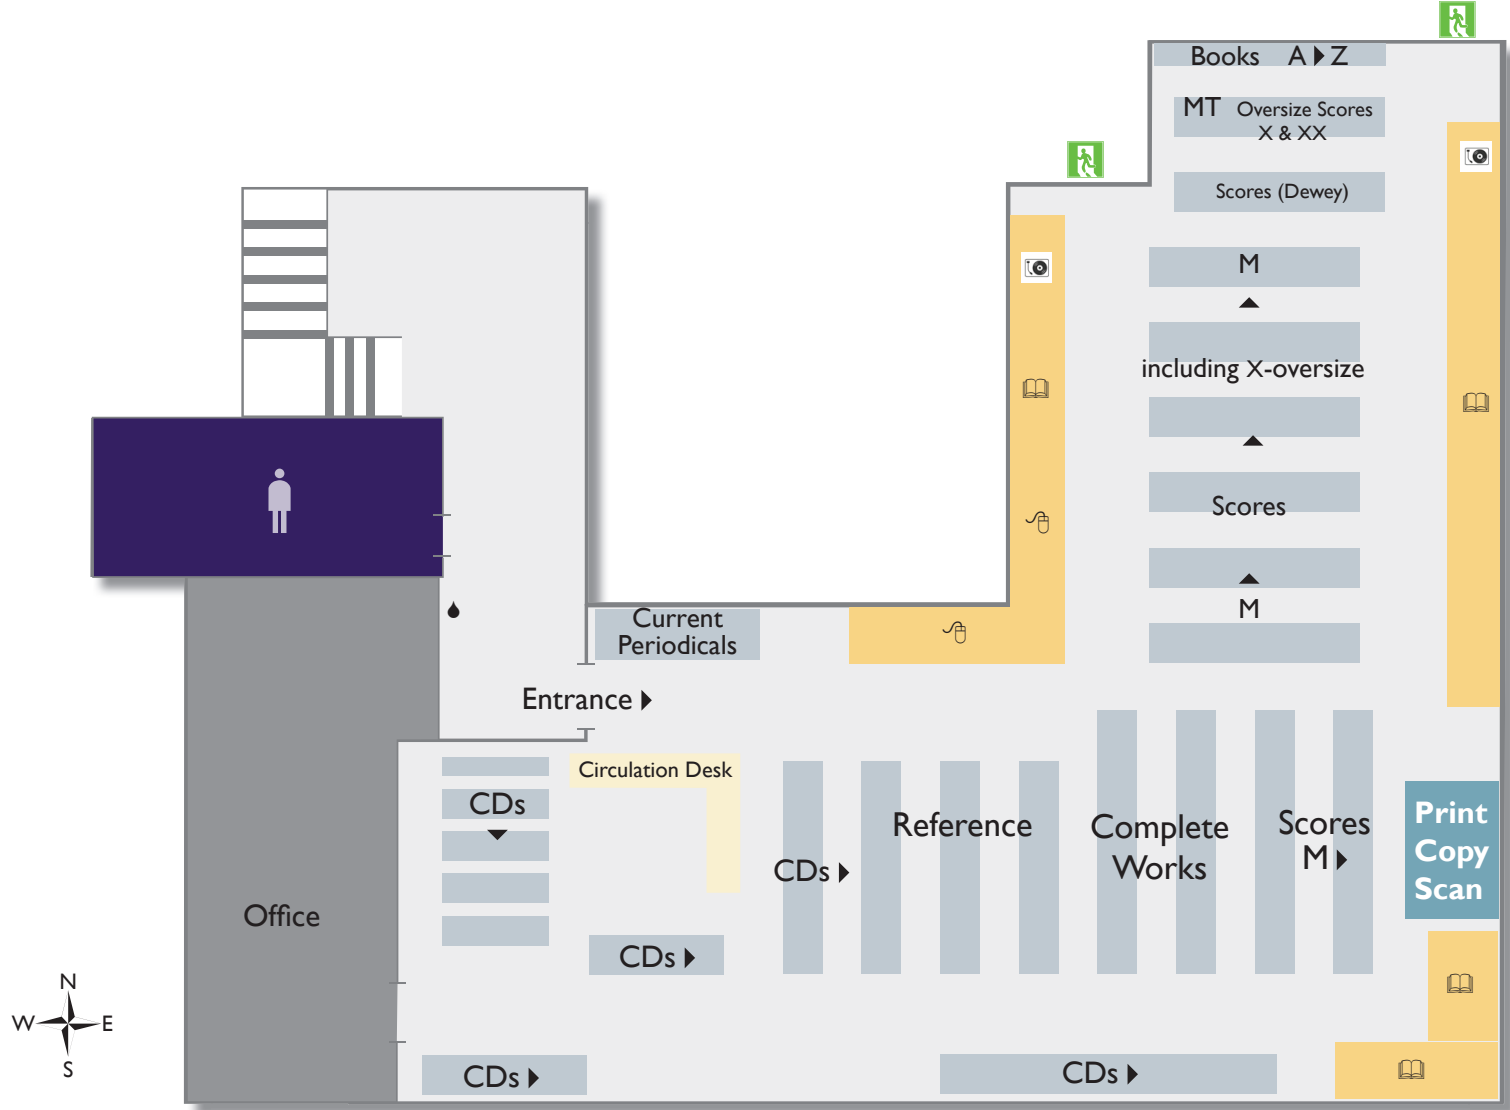 Books A Z
MT Oversize Scores
X & XX
Scores (Dewey)
M
including X-oversize
Scores
M
Current
Periodicals
Entrance
Circulation Desk
CDs
Reference
Complete
Works
Scores
M
Print
Copy
Scan
CDs
Office
CDs
N
W E
S
CDs
CDs